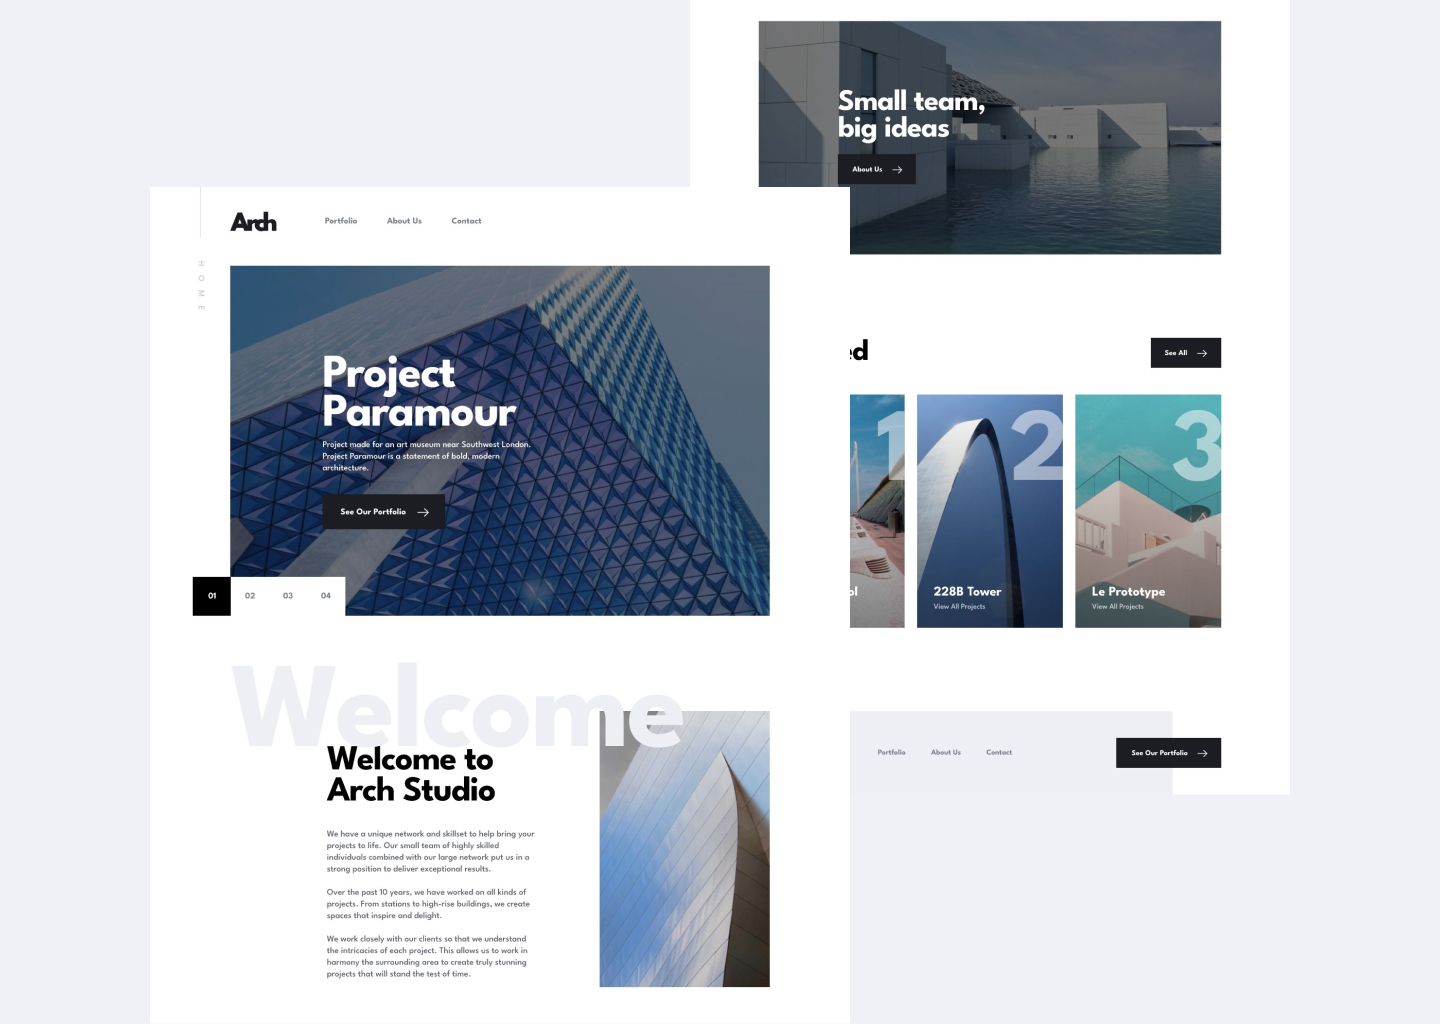 Small team,
big ideas
About Us
Arch
Portfolio
About Us
Contact
HOME
Project
Paramour
Project made for an art museum near Southwest London.
Project Paramour is a statement of bold, modern
architecture.
See Our Portfolio
01
02
03
04
Welcome
Welcome to
Arch Studio
We have a unique network and skillset to help bring your
projects to life. Our small team of highly skilled
individuals combined with our large network put us in a
strong position to deliver exceptional results.
Over the past 10 years, we have worked on all kinds of
projects. From stations to high-rise buildings, we create
spaces that inspire and delight.
We work closely with our clients so that we understand
the intricacies of each project. This allows us to work in
harmony the surrounding area to create truly stunning
projects that will stand the test of time.
See All
1
2
228B Tower
View All Projects
3
Le Prototype
View All Projects
Portfolio
About Us
Contact
See Our Portfolio